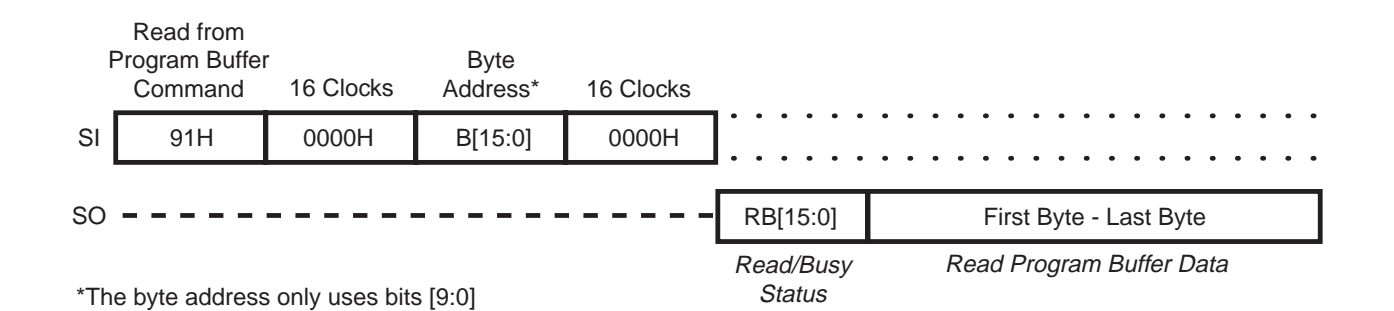 Read from
Program Buffer
Command
16 Clocks
Byte
Address*
16 Clocks
SI
91H
0000H
B[15:0]
0000H
SO
RB[15:0]
First Byte - Last Byte
Read/Busy
Status
Read Program Buffer Data
*The byte address only uses bits [9:0]